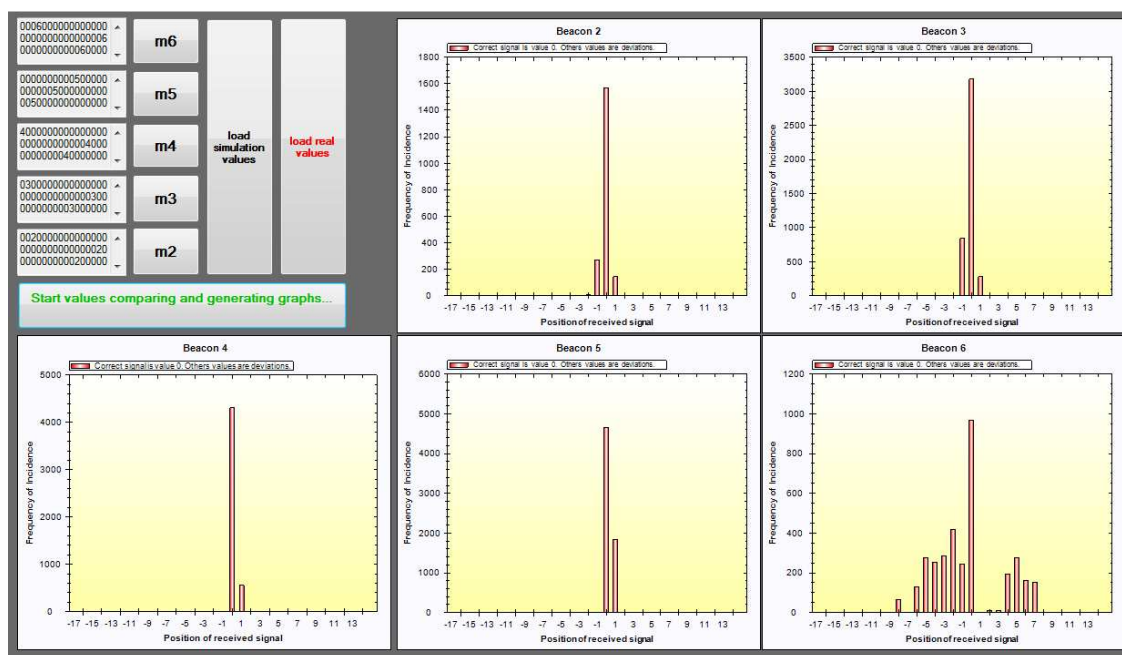 0006000000000000
0000000000000006
0000000000060000
m6
0000000000500000
0000005000000000
0050000000000000
m5
4000000000000000
0000000000004000
0000000040000000
m4
0300000000000000
0000000000000300
0000000003000000
m3
0020000000000000
0000000000000020
0000000000200000
m2
load
simulation
values
load real
values
Start values comparing and generating graphs...
Beacon 2
Correct signal is value 0. Others values are deviations.
Frequency of Incidence
1800
1600
1400
1200
1000
800
600
400
200
0
-17 -15 -13 -11 -9 -7 -5 -3 -1 1 3 5 7 9 11 13
Position of received signal
Beacon 3
Correct signal is value 0. Others values are deviations.
Frequency of Incidence
3500
3000
2500
2000
1500
1000
500
0
-17 -15 -13 -11 -9 -7 -5 -3 -1 1 3 5 7 9 11 13
Position of received signal
Beacon 4
Correct signal is value 0. Others values are deviations.
Frequency of Incidence
5000
4000
3000
2000
1000
0
-17 -15 -13 -11 -9 -7 -5 -3 -1 1 3 5 7 9 11 13
Position of received signal
Beacon 5
Correct signal is value 0. Others values are deviations.
Frequency of Incidence
6000
5000
4000
3000
2000
1000
0
-17 -15 -13 -11 -9 -7 -5 -3 -1 1 3 5 7 9 11 13
Position of received signal
Beacon 6
Correct signal is value 0. Others values are deviations.
Frequency of Incidence
1200
1000
800
600
400
200
0
-17 -15 -13 -11 -9 -7 -5 -3 -1 1 3 5 7 9 11 13
Position of received signal